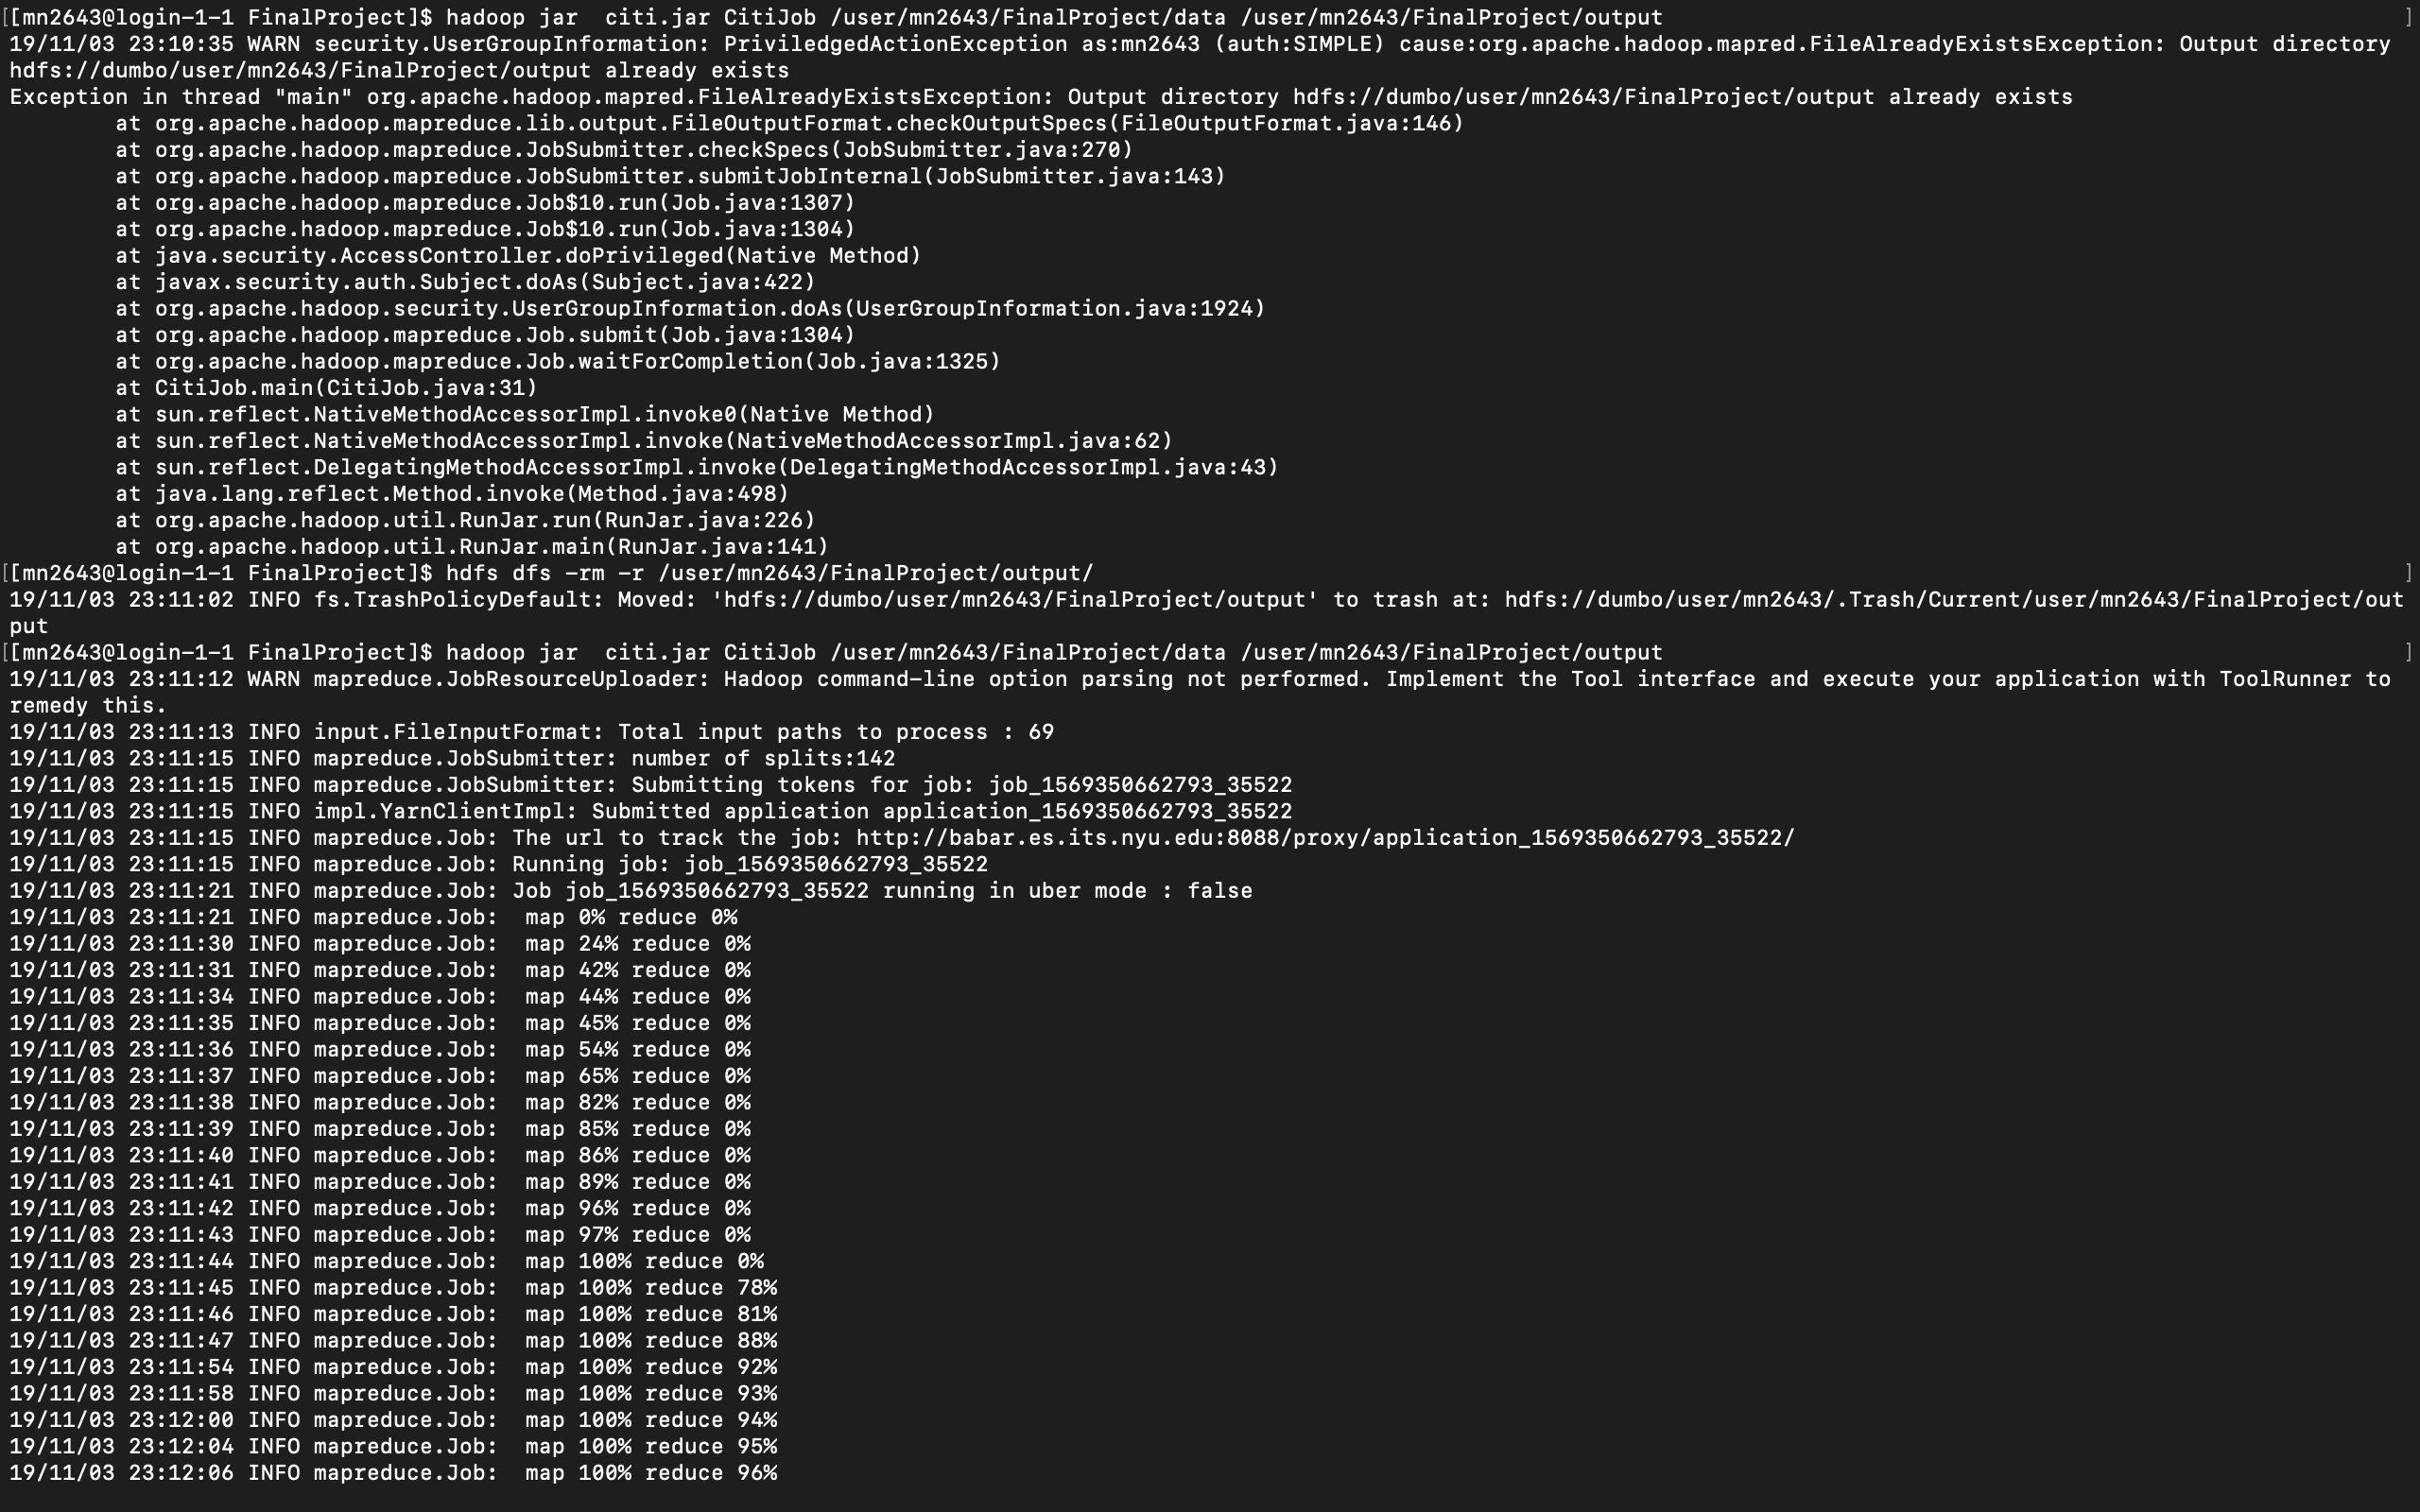 [[mn2643@login-1-1 FinalProject]$ hadoop jar  citi.jar CitiJob /user/mn2643/FinalProject/data /user/mn2643/FinalProject/output ]
19/11/03 23:10:35 WARN security.UserGroupInformation: PriviledgedActionException as:mn2643 (auth:SIMPLE) cause:org.apache.hadoop.mapred.FileAlreadyExistsException: Output directory
hdfs://dumbo/user/mn2643/FinalProject/output already exists
Exception in thread "main" org.apache.hadoop.mapred.FileAlreadyExistsException: Output directory hdfs://dumbo/user/mn2643/FinalProject/output already exists
        at org.apache.hadoop.mapreduce.lib.output.FileOutputFormat.checkOutputSpecs(FileOutputFormat.java:146)
        at org.apache.hadoop.mapreduce.JobSubmitter.checkSpecs(JobSubmitter.java:270)
        at org.apache.hadoop.mapreduce.JobSubmitter.submitJobInternal(JobSubmitter.java:143)
        at org.apache.hadoop.mapreduce.Job$10.run(Job.java:1307)
        at org.apache.hadoop.mapreduce.Job$10.run(Job.java:1304)
        at java.security.AccessController.doPrivileged(Native Method)
        at javax.security.auth.Subject.doAs(Subject.java:422)
        at org.apache.hadoop.security.UserGroupInformation.doAs(UserGroupInformation.java:1924)
        at org.apache.hadoop.mapreduce.Job.submit(Job.java:1304)
        at org.apache.hadoop.mapreduce.Job.waitForCompletion(Job.java:1325)
        at CitiJob.main(CitiJob.java:31)
        at sun.reflect.NativeMethodAccessorImpl.invoke0(Native Method)
        at sun.reflect.NativeMethodAccessorImpl.invoke(NativeMethodAccessorImpl.java:62)
        at sun.reflect.DelegatingMethodAccessorImpl.invoke(DelegatingMethodAccessorImpl.java:43)
        at java.lang.reflect.Method.invoke(Method.java:498)
        at org.apache.hadoop.util.RunJar.run(RunJar.java:226)
        at org.apache.hadoop.util.RunJar.main(RunJar.java:141)
[[mn2643@login-1-1 FinalProject]$ hdfs dfs -rm -r /user/mn2643/FinalProject/output/ ]
19/11/03 23:11:02 INFO fs.TrashPolicyDefault: Moved: 'hdfs://dumbo/user/mn2643/FinalProject/output' to trash at: hdfs://dumbo/user/mn2643/.Trash/Current/user/mn2643/FinalProject/out
put
[[mn2643@login-1-1 FinalProject]$ hadoop jar  citi.jar CitiJob /user/mn2643/FinalProject/data /user/mn2643/FinalProject/output ]
19/11/03 23:11:12 WARN mapreduce.JobResourceUploader: Hadoop command-line option parsing not performed. Implement the Tool interface and execute your application with ToolRunner to
remedy this.
19/11/03 23:11:13 INFO input.FileInputFormat: Total input paths to process : 69
19/11/03 23:11:15 INFO mapreduce.JobSubmitter: number of splits:142
19/11/03 23:11:15 INFO mapreduce.JobSubmitter: Submitting tokens for job: job_1569350662793_35522
19/11/03 23:11:15 INFO impl.YarnClientImpl: Submitted application application_1569350662793_35522
19/11/03 23:11:15 INFO mapreduce.Job: The url to track the job: http://babar.es.its.nyu.edu:8088/proxy/application_1569350662793_35522/
19/11/03 23:11:15 INFO mapreduce.Job: Running job: job_1569350662793_35522
19/11/03 23:11:21 INFO mapreduce.Job: Job job_1569350662793_35522 running in uber mode : false
19/11/03 23:11:21 INFO mapreduce.Job:  map 0% reduce 0%
19/11/03 23:11:30 INFO mapreduce.Job:  map 24% reduce 0%
19/11/03 23:11:31 INFO mapreduce.Job:  map 42% reduce 0%
19/11/03 23:11:34 INFO mapreduce.Job:  map 44% reduce 0%
19/11/03 23:11:35 INFO mapreduce.Job:  map 45% reduce 0%
19/11/03 23:11:36 INFO mapreduce.Job:  map 54% reduce 0%
19/11/03 23:11:37 INFO mapreduce.Job:  map 65% reduce 0%
19/11/03 23:11:38 INFO mapreduce.Job:  map 82% reduce 0%
19/11/03 23:11:39 INFO mapreduce.Job:  map 85% reduce 0%
19/11/03 23:11:40 INFO mapreduce.Job:  map 86% reduce 0%
19/11/03 23:11:41 INFO mapreduce.Job:  map 89% reduce 0%
19/11/03 23:11:42 INFO mapreduce.Job:  map 96% reduce 0%
19/11/03 23:11:43 INFO mapreduce.Job:  map 97% reduce 0%
19/11/03 23:11:44 INFO mapreduce.Job:  map 100% reduce 0%
19/11/03 23:11:45 INFO mapreduce.Job:  map 100% reduce 78%
19/11/03 23:11:46 INFO mapreduce.Job:  map 100% reduce 81%
19/11/03 23:11:47 INFO mapreduce.Job:  map 100% reduce 88%
19/11/03 23:11:54 INFO mapreduce.Job:  map 100% reduce 92%
19/11/03 23:11:58 INFO mapreduce.Job:  map 100% reduce 93%
19/11/03 23:12:00 INFO mapreduce.Job:  map 100% reduce 94%
19/11/03 23:12:04 INFO mapreduce.Job:  map 100% reduce 95%
19/11/03 23:12:06 INFO mapreduce.Job:  map 100% reduce 96%